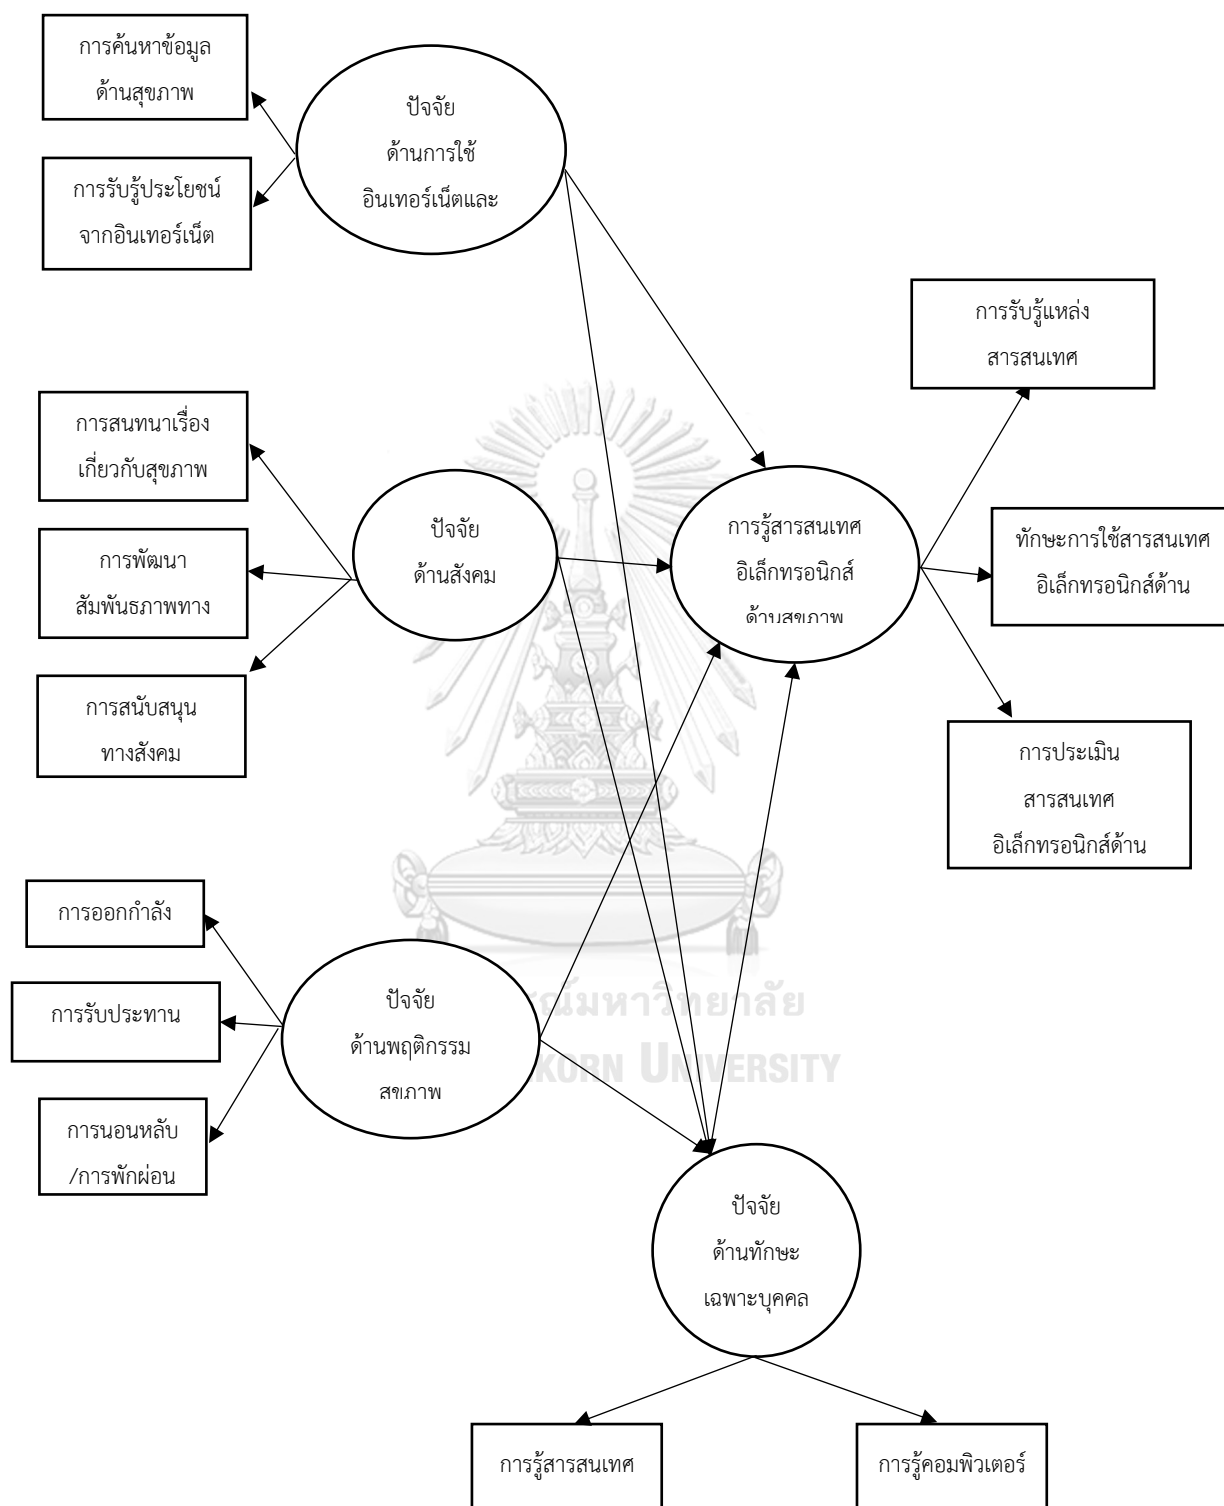 การค้นหาข้อมูล
ด้านสุขภาพ
การรับรู้ประโยชน์
จากอินเทอร์เน็ต
ปัจจัย
ด้านการใช้
อินเทอร์เน็ตและ
การรับรู้แหล่ง
สารสนเทศ
การสนทนาเรื่อง
เกี่ยวกับสุขภาพ
การพัฒนา
สัมพันธภาพทาง
การสนับสนุน
ทางสังคม
ปัจจัย
ด้านสังคม
การรู้สารสนเทศ
อิเล็กทรอนิกส์
ด้านสุขภาพ
ทักษะการใช้สารสนเทศ
อิเล็กทรอนิกส์ด้าน
การประเมิน
สารสนเทศ
อิเล็กทรอนิกส์ด้าน
การออกกำลัง
การรับประทาน
การนอนหลับ
/การพักผ่อน
ปัจจัย
ด้านพฤติกรรม
สุขภาพ
ณ์มหาวิทยาลัย
KORN UNIVERSITY
ปัจจัย
ด้านทักษะ
เฉพาะบุคคล
การรู้สารสนเทศ
การรู้คอมพิวเตอร์